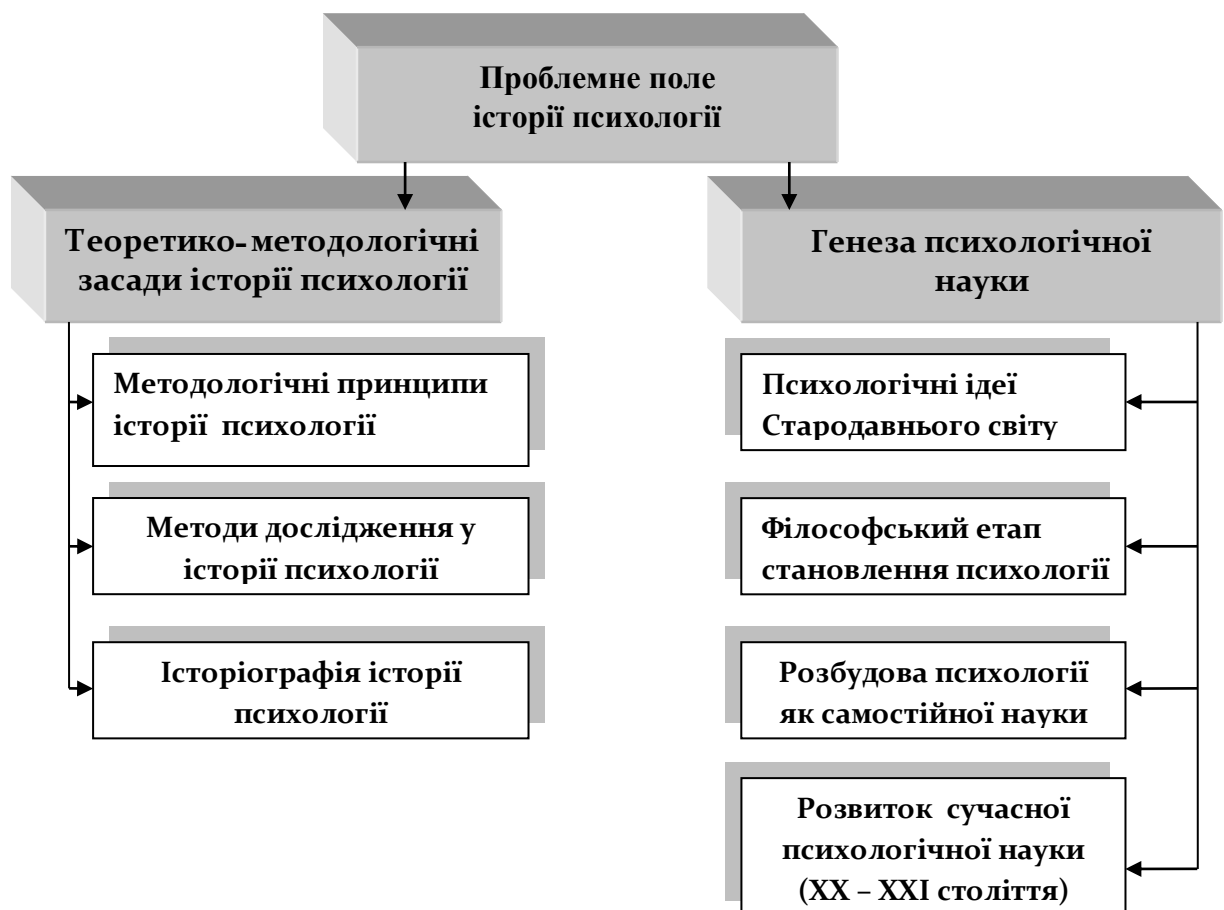 Проблемне поле
історії психології
Теоретико-методологічні
засади історії психології
Методологічні принципи
історії психології
Методи дослідження у
історії психології
Історіографія історії
психології
Генеза психологічної
науки
Психологічні ідеї
Стародавнього світу
Філософський етап
становлення психології
Розбудова психології
як самостійної науки
Розвиток сучасної
психологічної науки
(XX – XXI століття)